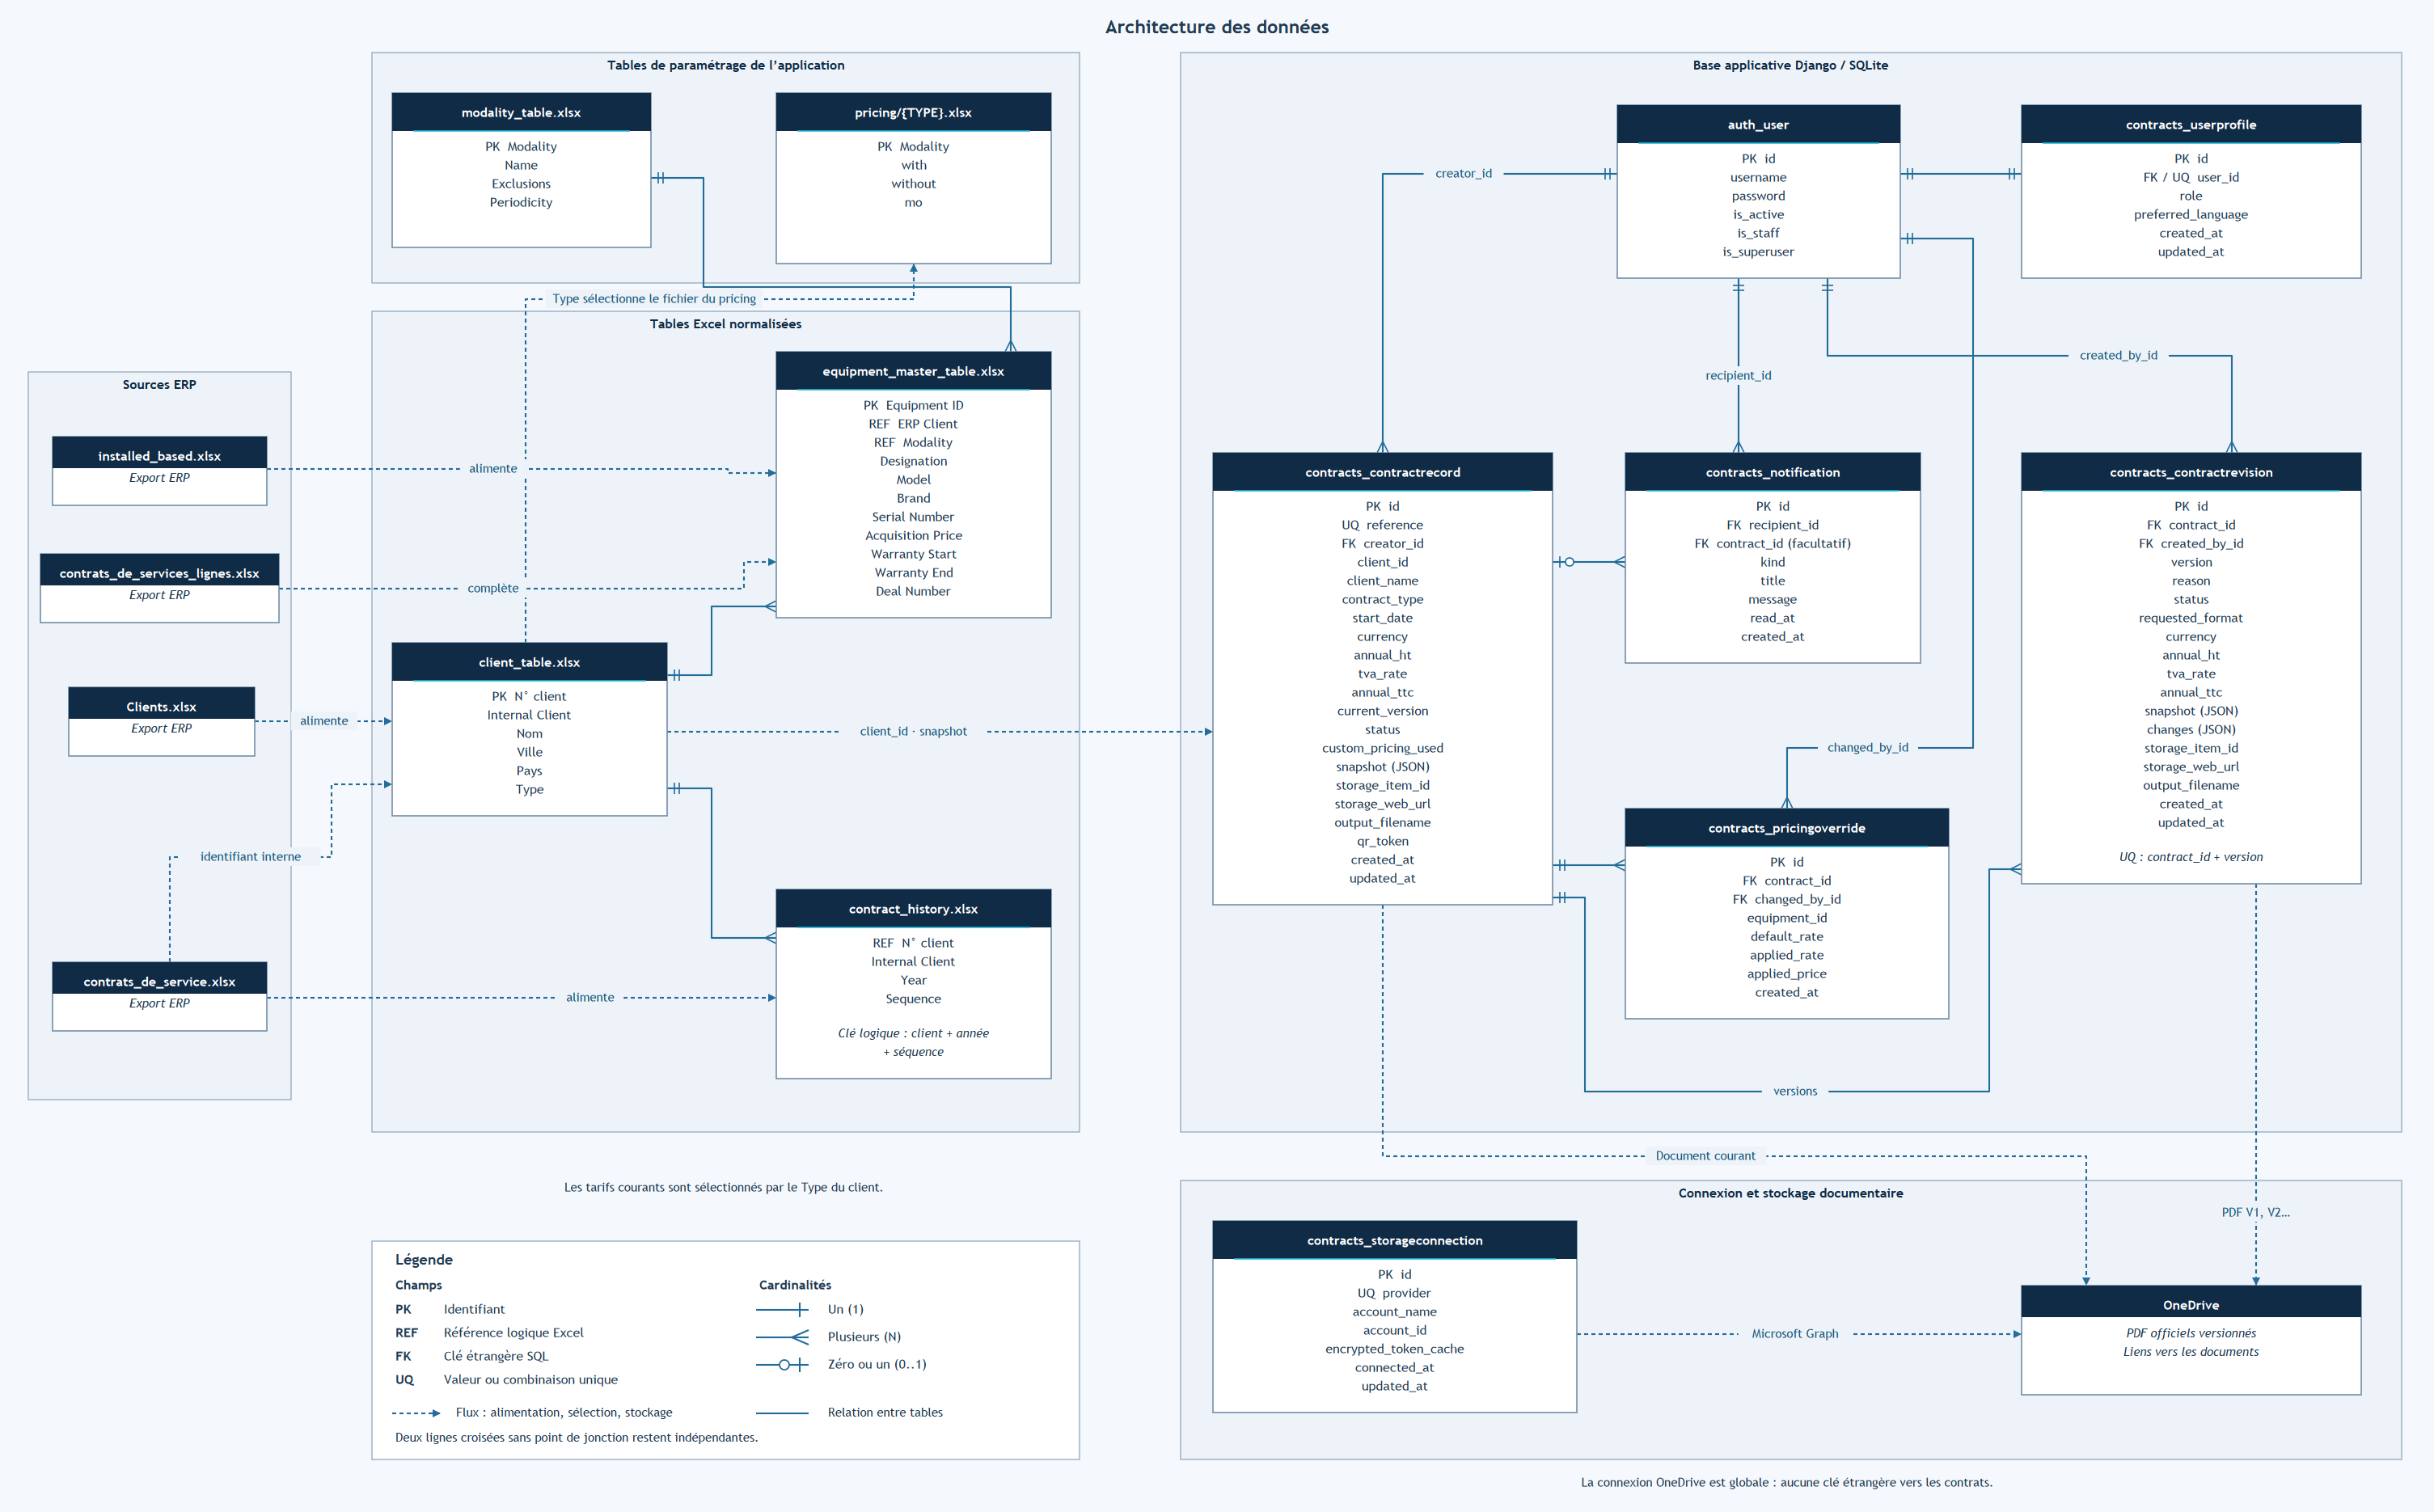 Architecture des données
Tables de paramétrage de l’application
modality_table.xlsx
PK Modality
Name
Exclusions
Periodicity
pricing/{TYPE}.xlsx
PK Modality
with
without
mo
Type sélectionne le fichier du pricing
Sources ERP
installed_based.xlsx
Export ERP
contrats_de_services_lignes.xlsx
Export ERP
Clients.xlsx
Export ERP
contrats_de_service.xlsx
Export ERP
alimente
complète
alimente
identifiant interne
alimente
Tables Excel normalisées
equipment_master_table.xlsx
PK Equipment ID
REF ERP Client
REF Modality
Designation
Model
Brand
Serial Number
Acquisition Price
Warranty Start
Warranty End
Deal Number
client_table.xlsx
PK N° client
Internal Client
Nom
Ville
Pays
Type
contract_history.xlsx
REF N° client
Internal Client
Year
Sequence
Clé logique : client + année
+ séquence
client_id · snapshot
Base applicative Django / SQLite
auth_user
PK id
username
password
is_active
is_staff
is_superuser
contracts_userprofile
PK id
FK / UQ user_id
role
preferred_language
created_at
updated_at
creator_id
recipient_id
created_by_id
contracts_contractrecord
PK id
UQ reference
FK creator_id
client_id
client_name
contract_type
start_date
currency
annual_ht
tva_rate
annual_ttc
current_version
status
custom_pricing_used
snapshot (JSON)
storage_item_id
storage_web_url
output_filename
qr_token
created_at
updated_at
contracts_notification
PK id
FK recipient_id
FK contract_id (facultatif)
kind
title
message
read_at
created_at
contracts_contractrevision
PK id
FK contract_id
FK created_by_id
version
reason
status
requested_format
currency
annual_ht
tva_rate
annual_ttc
snapshot (JSON)
changes (JSON)
storage_item_id
storage_web_url
output_filename
created_at
updated_at
UQ : contract_id + version
changed_by_id
contracts_pricingoverride
PK id
FK contract_id
FK changed_by_id
equipment_id
default_rate
applied_rate
applied_price
created_at
versions
Document courant
PDF V1, V2…
Les tarifs courants sont sélectionnés par le Type du client.
Légende
Champs
PK Identifiant
REF Référence logique Excel
FK Clé étrangère SQL
UQ Valeur ou combinaison unique
Flux : alimentation, sélection, stockage
Cardinalités
Un (1)
Plusieurs (N)
Zéro ou un (0..1)
Relation entre tables
Deux lignes croisées sans point de jonction restent indépendantes.
Connexion et stockage documentaire
contracts_storageconnection
PK id
UQ provider
account_name
account_id
encrypted_token_cache
connected_at
updated_at
Microsoft Graph
OneDrive
PDF officiels versionnés
Liens vers les documents
La connexion OneDrive est globale : aucune clé étrangère vers les contrats.